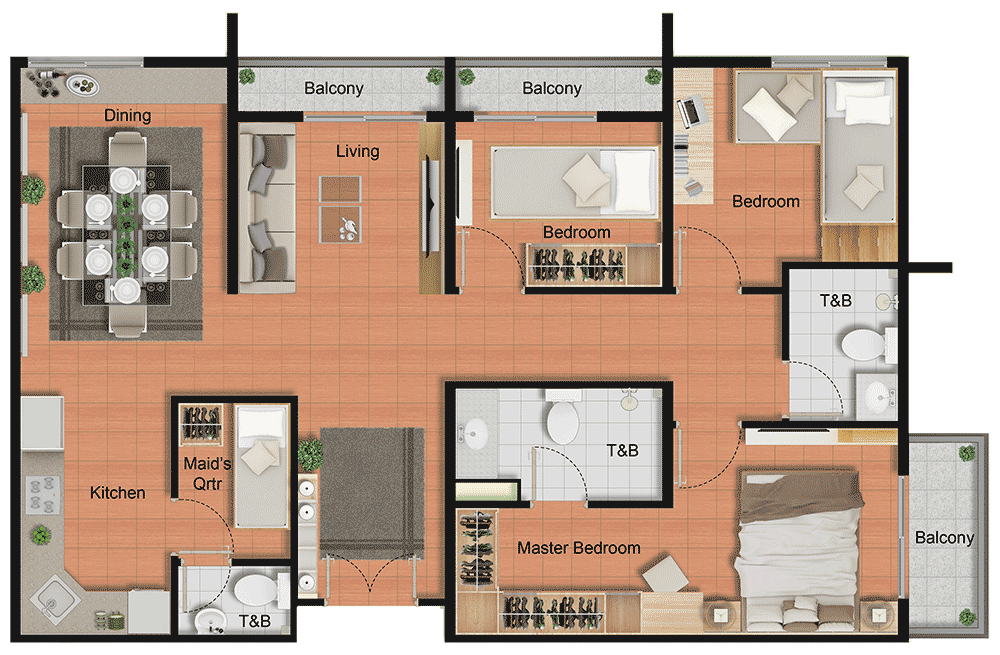 Balcony
Balcony
Dining
Living
Bedroom
Bedroom
T&B
T&B
Maid's
Qrtr
Kitchen
Master Bedroom
Balcony
T&B